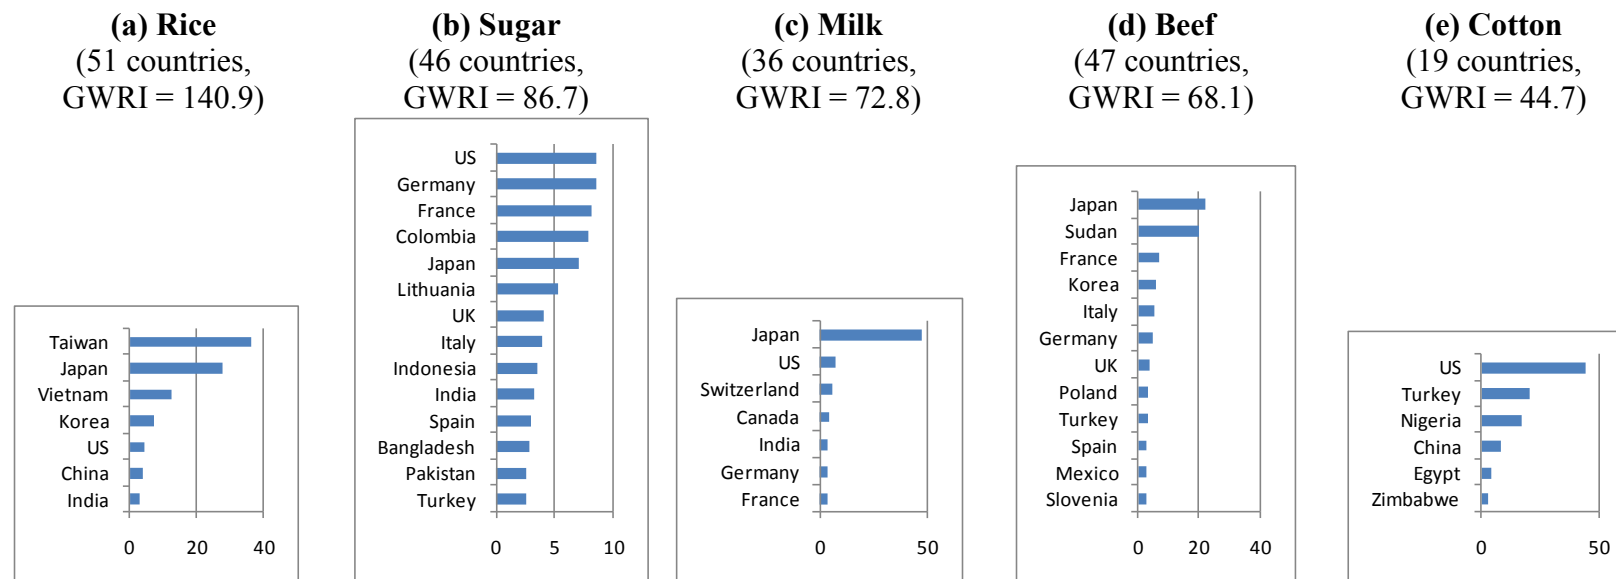 (a) Rice
(51 countries,
GWRI = 140.9)
Taiwan
Japan
Vietnam
Korea
US
China
India
0 20 40
(b) Sugar
(46 countries,
GWRI = 86.7)
US
Germany
France
Colombia
Japan
Lithuania
UK
Italy
Indonesia
India
Spain
Bangladesh
Pakistan
Turkey
0 5 10
(c) Milk
(36 countries,
GWRI = 72.8)
Japan
US
Switzerland
Canada
India
Germany
France
0 50
(d) Beef
(47 countries,
GWRI = 68.1)
Japan
Sudan
France
Korea
Italy
Germany
UK
Poland
Turkey
Spain
Mexico
Slovenia
0 20 40
(e) Cotton
(19 countries,
GWRI = 44.7)
US
Turkey
Nigeria
China
Egypt
Zimbabwe
0 50